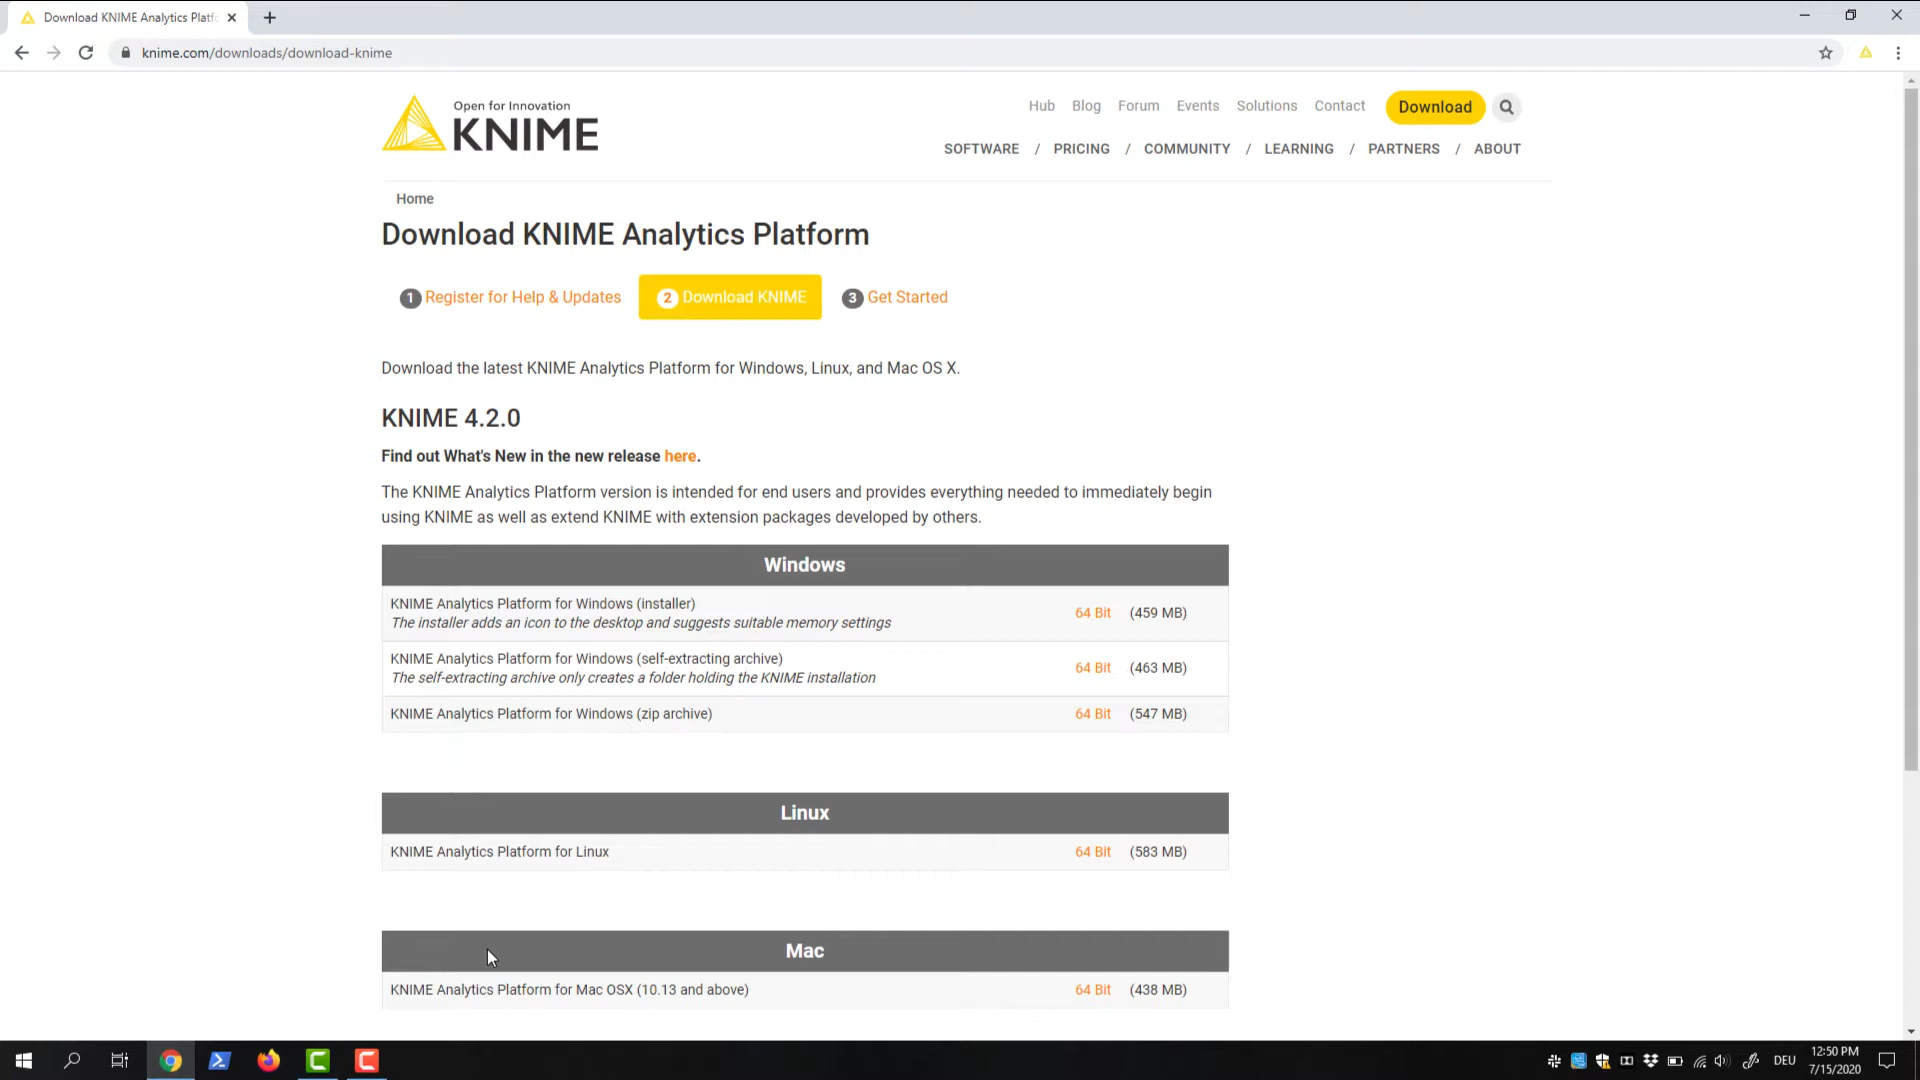 Download KNIME Analytics Platfo
knime.com/downloads/download-knime
Open for Innovation
KNIME
Hub Blog Forum Events Solutions Contact Download
SOFTWARE / PRICING / COMMUNITY / LEARNING / PARTNERS / ABOUT
Home
Download KNIME Analytics Platform
1 Register for Help & Updates 2 Download KNIME 3 Get Started
Download the latest KNIME Analytics Platform for Windows, Linux, and Mac OS X.
KNIME 4.2.0
Find out What's New in the new release here.
The KNIME Analytics Platform version is intended for end users and provides everything needed to immediately begin
using KNIME as well as extend KNIME with extension packages developed by others.
Windows
KNIME Analytics Platform for Windows (installer)
The installer adds an icon to the desktop and suggests suitable memory settings
64 Bit (459 MB)
KNIME Analytics Platform for Windows (self-extracting archive)
The self-extracting archive only creates a folder holding the KNIME installation
64 Bit (463 MB)
KNIME Analytics Platform for Windows (zip archive) 64 Bit (547 MB)
Linux
KNIME Analytics Platform for Linux 64 Bit (583 MB)
Mac
KNIME Analytics Platform for Mac OSX (10.13 and above) 64 Bit (438 MB)
DEU
12:50 PM
7/15/2020